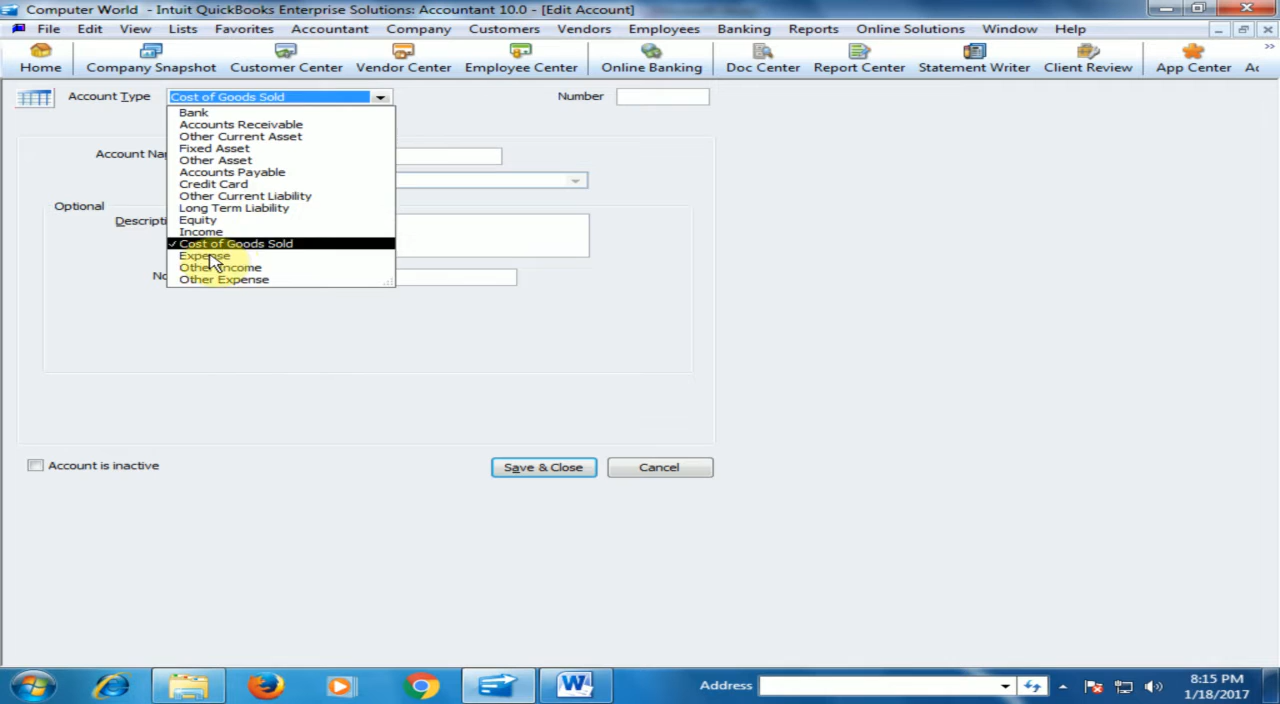 Computer World - Intuit QuickBooks Enterprise Solutions: Accountant 10.0 - [Edit Account]
File Edit View Lists Favorites Accountant Company Customers Vendors Employees Banking Reports Online Solutions Window Help
Home Company Snapshot Customer Center Vendor Center Employee Center Online Banking Doc Center Report Center Statement Writer Client Review App Center
Account Type Cost of Goods Sold Number
Bank
Accounts Receivable
Other Current Asset
Fixed Asset
Account Other Asset
Accounts Payable
Credit Card
Other Current Liability
Optional Long Term Liability
Equity
Income
Cost of Goods Sold
Expense
Other Income
Other Expense
Account is inactive Save & Close Cancel
Address 8:15 PM
1/18/2017